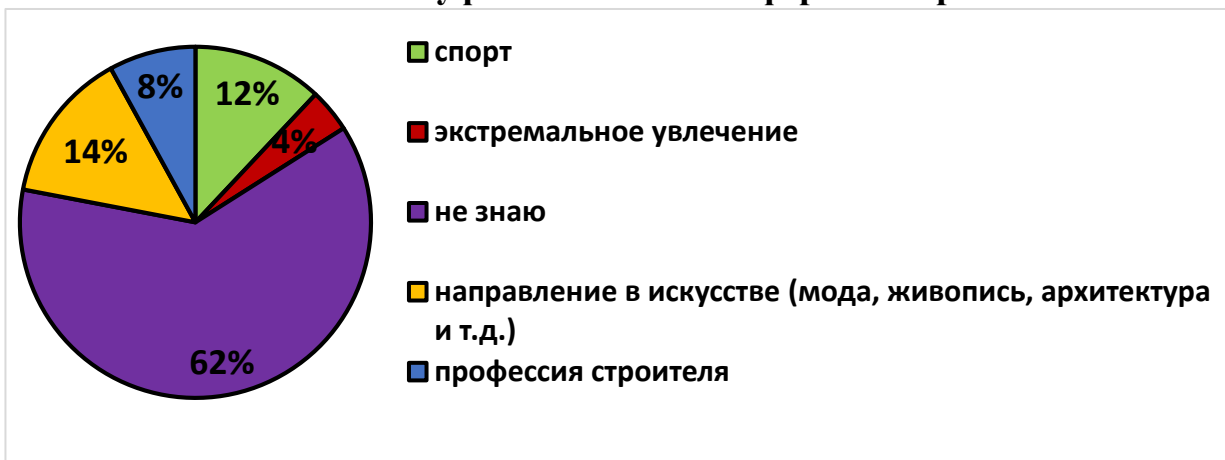 спорт
8%
12%
экстремальное увлечение
4%
14%
не знаю
направление в искусстве (мода, живопись, архитектура
и т.д.)
62%
профессия строителя